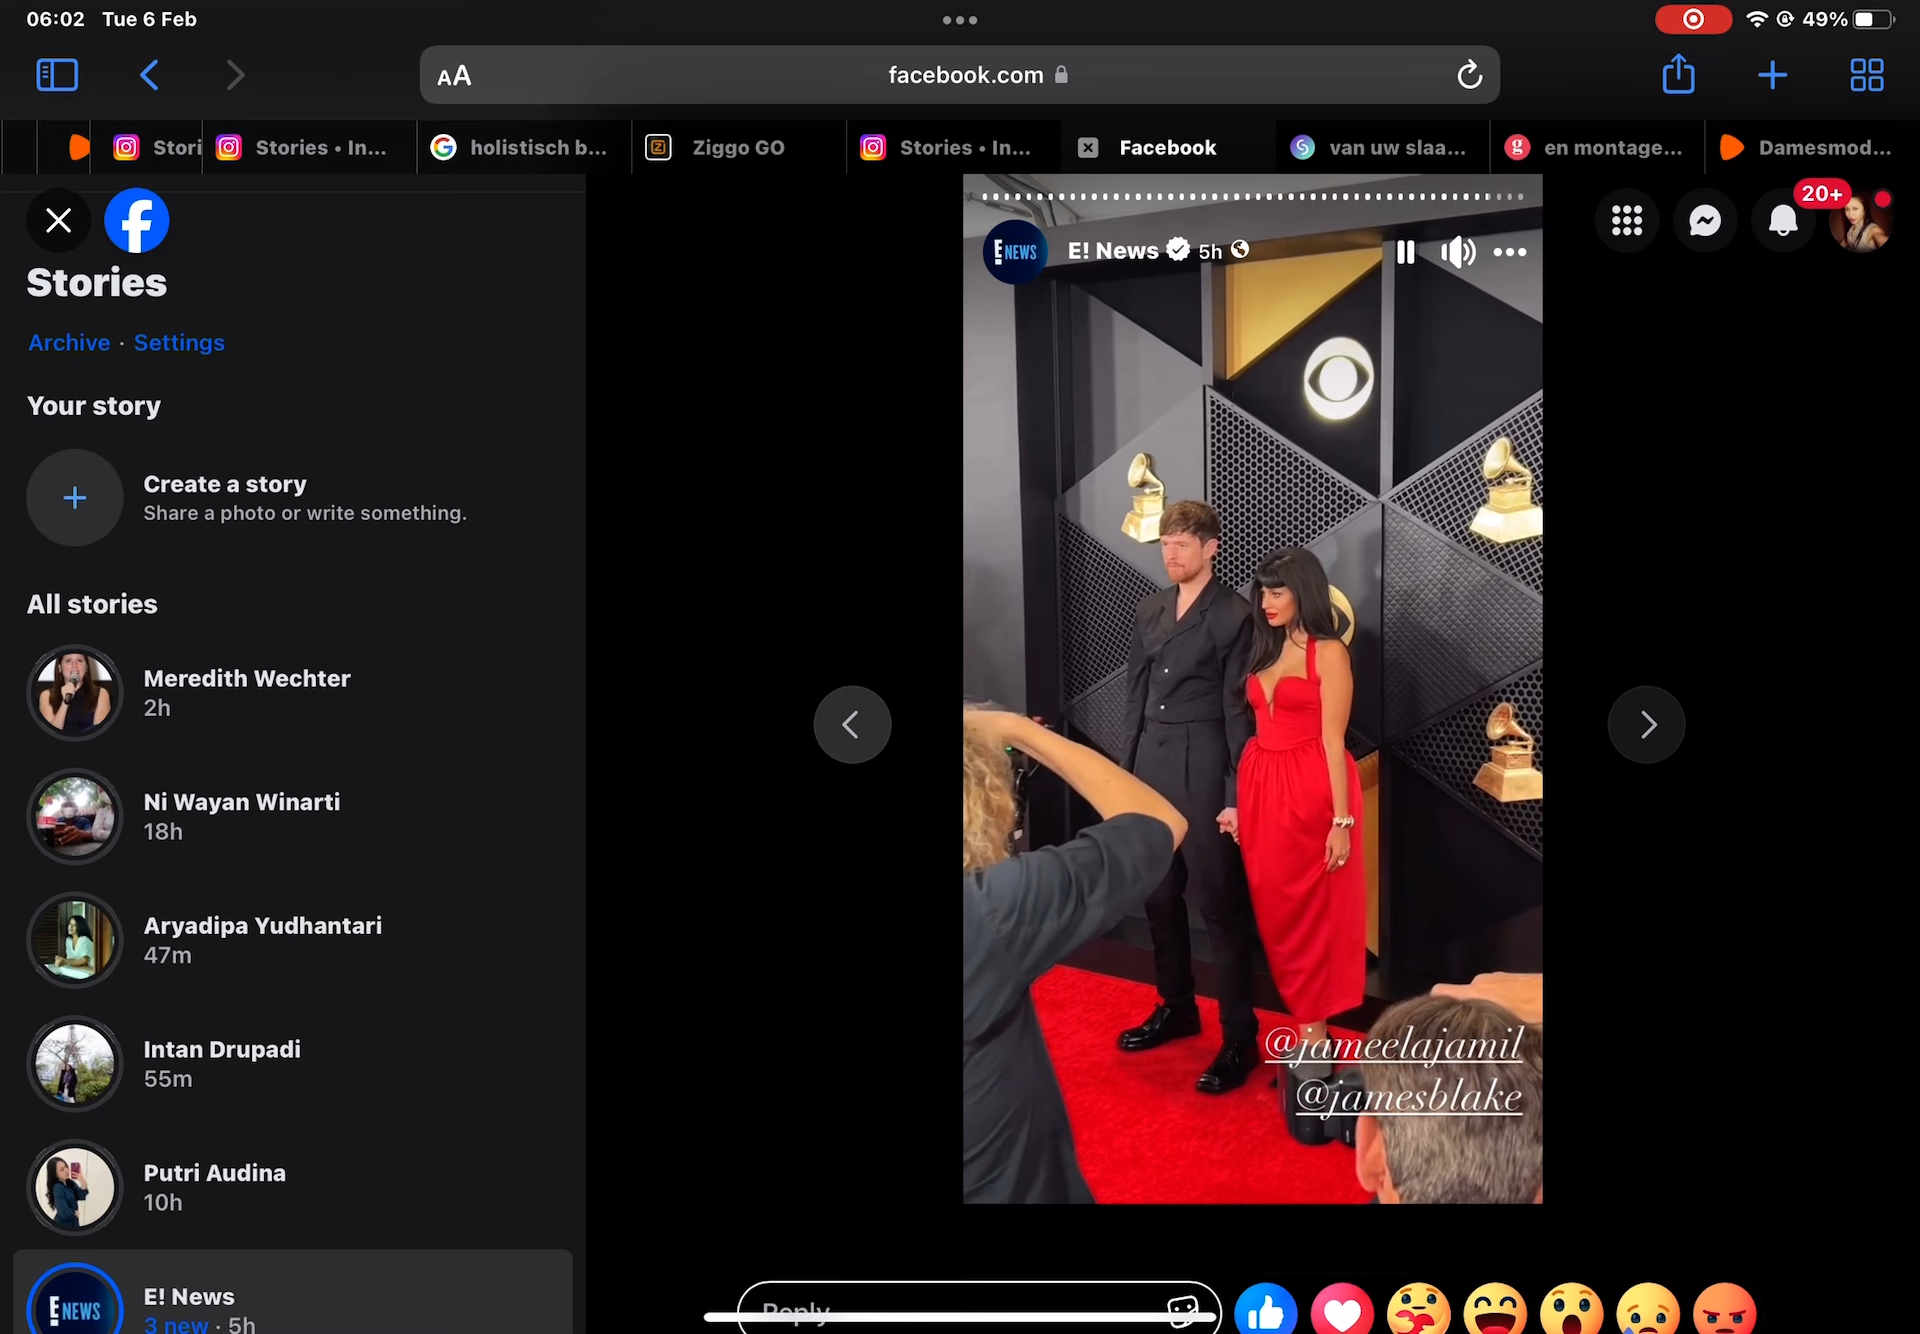 06:02 Tue 6 Feb
49%
AA
facebook.com
Stori
Stories • In...
holistisch b...
Ziggo GO
Stories • In...
Facebook
van uw slaa...
en montage...
Damesmod...
20+
Stories
Archive · Settings
Your story
Create a story
Share a photo or write something.
All stories
Meredith Wechter
2h
Ni Wayan Winarti
18h
Aryadipa Yudhantari
47m
Intan Drupadi
55m
Putri Audina
10h
E! News
3 new · 5h
E NEWS
E NEWS
E! News 5h
@jameelajamil
@jamesblake
Reply